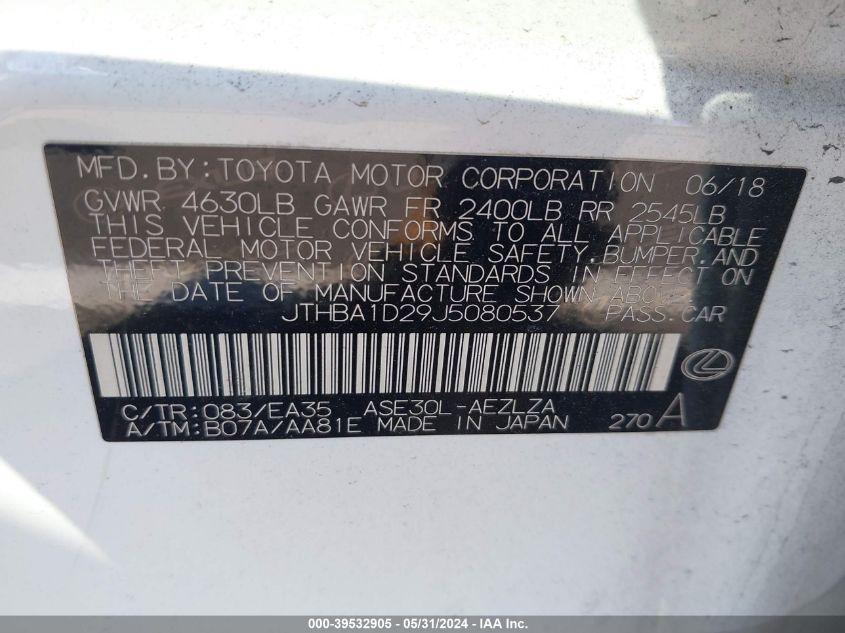 MFD.BY:TOYOTA MOTOR CORPORATION 06/18
GVWR 4630LB GAWR FR 2400LB RR 2545LB
THIS VEHICLE CONFORMS TO ALL APPLICABLE
FEDERAL MOTOR VEHICLE SAFETY,BUMPER,AND
THEFT PREVENTION STANDARDS IN EFFECT ON
THE DATE OF MANUFACTURE SHOWN ABOVE.
JTHBA1D29J5080537 PASS.CAR
C/TR:083/EA35 ASE30L-AEZLZA
A/TM:B07A/AA81E MADE IN JAPAN 270 A
000-39532905 - 05/31/2024 - IAA Inc.